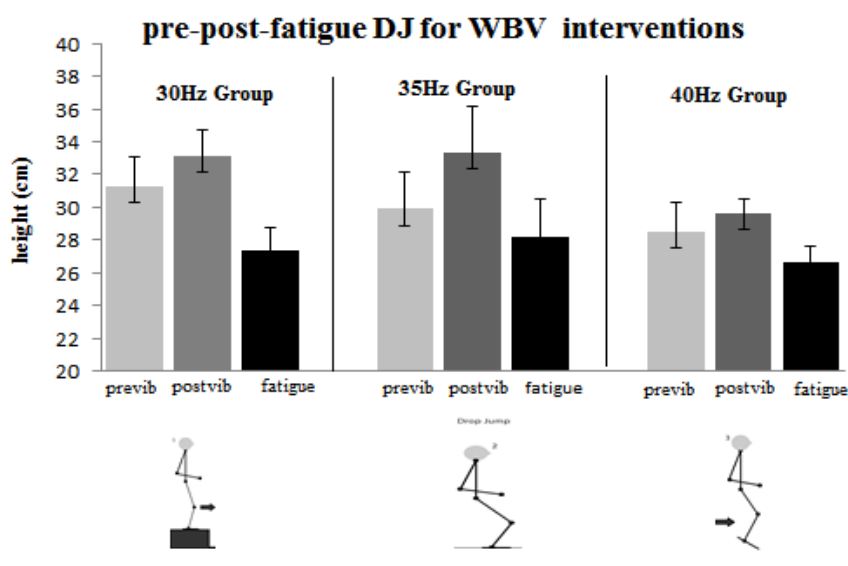 pre-post-fatigue DJ for WBV interventions
40
38
36
34
32
30
28
26
24
22
20
height (cm)
30Hz Group
35Hz Group
40Hz Group
previb postvib fatigue
previb postvib fatigue
previb postvib fatigue
Drop Jump
1
2
3